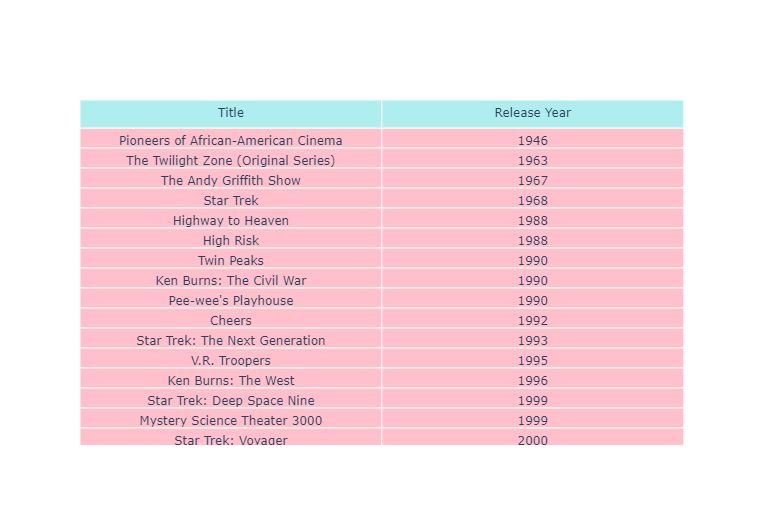 Title Release Year
Pioneers of African-American Cinema 1946
The Twilight Zone (Original Series) 1963
The Andy Griffith Show 1967
Star Trek 1968
Highway to Heaven 1988
High Risk 1988
Twin Peaks 1990
Ken Burns: The Civil War 1990
Pee-wee's Playhouse 1990
Cheers 1992
Star Trek: The Next Generation 1993
V.R. Troopers 1995
Ken Burns: The West 1996
Star Trek: Deep Space Nine 1999
Mystery Science Theater 3000 1999
Star Trek: Voyager 2000